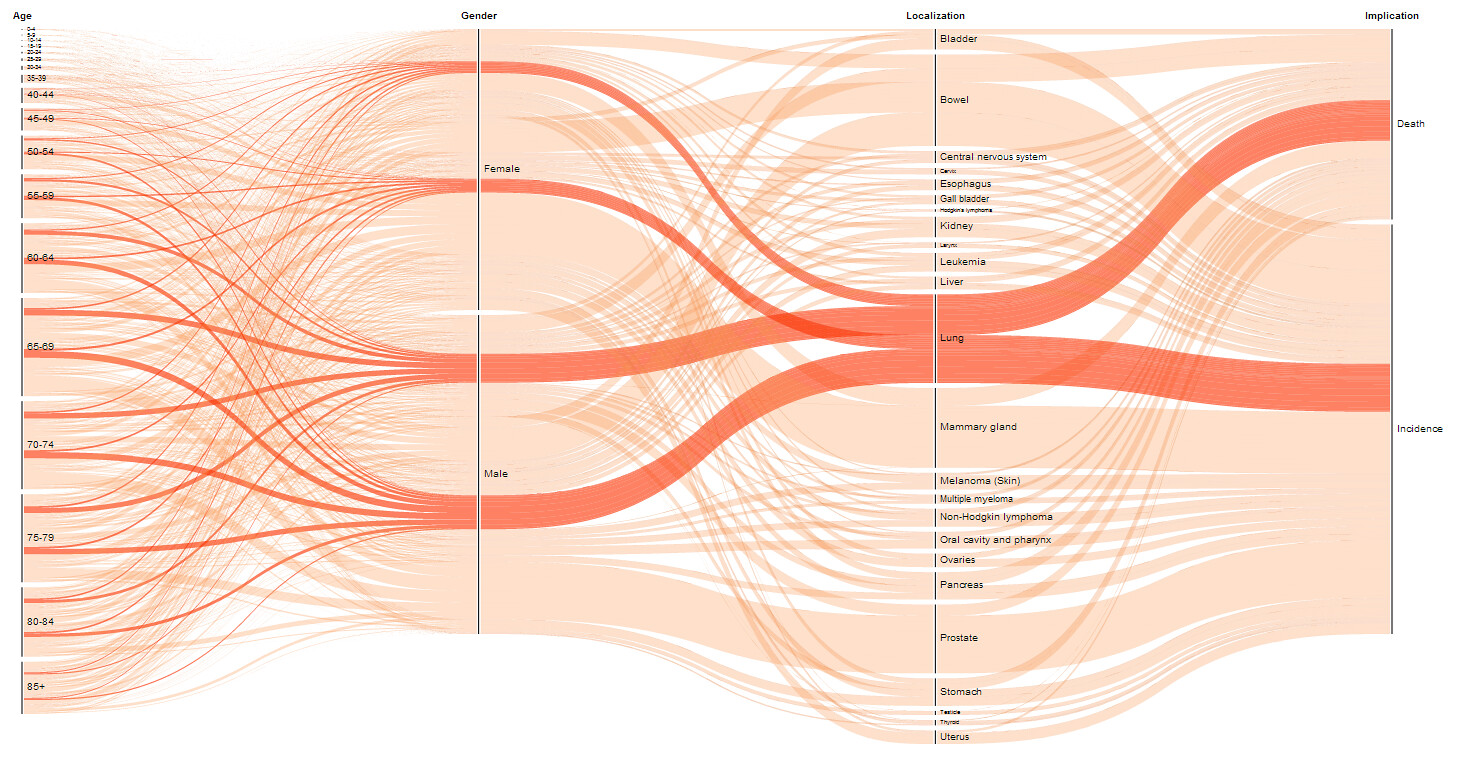 Age
Gender
Localization
Implication
0-4
5-9
10-14
15-19
20-24
25-29
30-34
35-39
40-44
45-49
50-54
55-59
60-64
65-69
70-74
75-79
80-84
85+
Female
Male
Bladder
Bowel
Central nervous system
Cervix
Esophagus
Gall bladder
Hodgkin's lymphoma
Kidney
Larynx
Leukemia
Liver
Lung
Mammary gland
Melanoma (Skin)
Multiple myeloma
Non-Hodgkin lymphoma
Oral cavity and pharynx
Ovaries
Pancreas
Prostate
Stomach
Testicle
Thyroid
Uterus
Death
Incidence